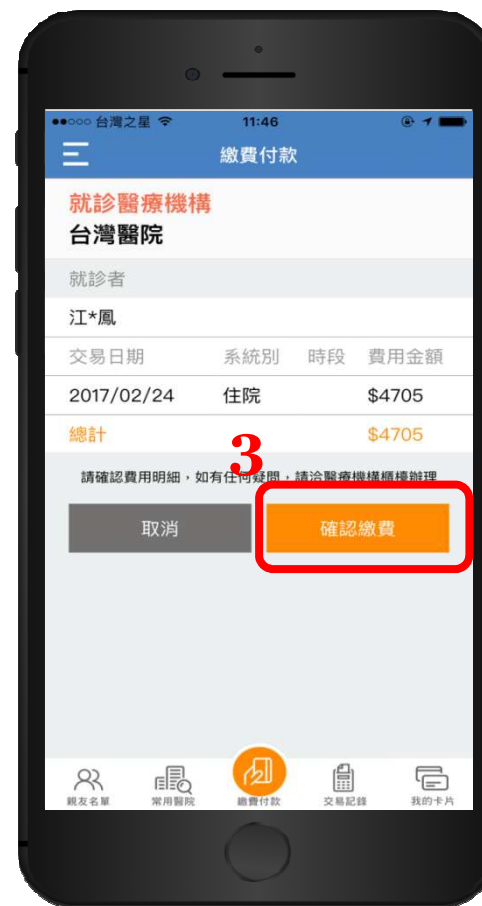 台灣之星 11:46
繳費付款
就診醫療機構
台灣醫院
就診者
江*鳳
交易日期 系統別 時段 費用金額
2017/02/24 住院 $4705
總計 $4705
3
請確認費用明細，如有任何疑問，請洽醫療機構櫃檯辦理
取消 確認繳費
親友名單 常用醫院 繳費付款 交易記錄 我的卡片